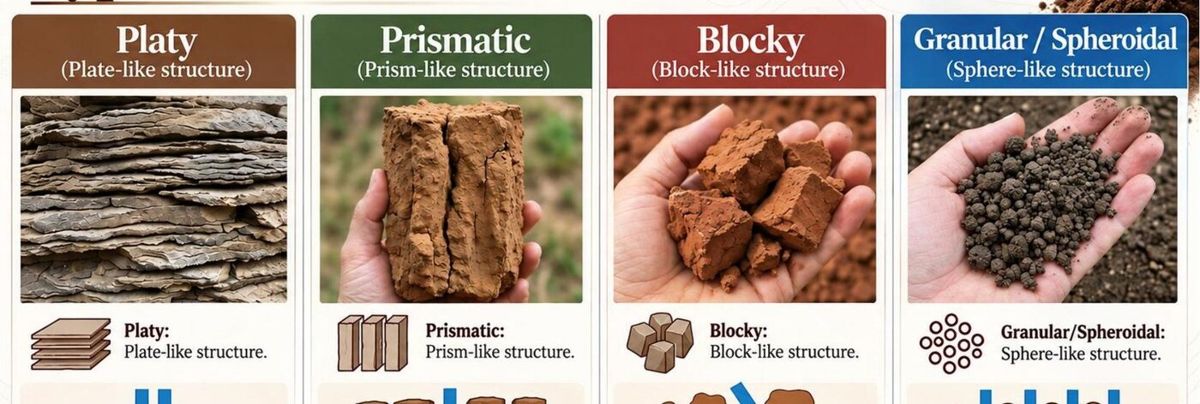 Platy
(Plate-like structure)
Prismatic
(Prism-like structure)
Blocky
(Block-like structure)
Granular / Spheroidal
(Sphere-like structure)
Platy:
Plate-like structure.
Prismatic:
Prism-like structure.
Blocky:
Block-like structure.
Granular/Spheroidal:
Sphere-like structure.